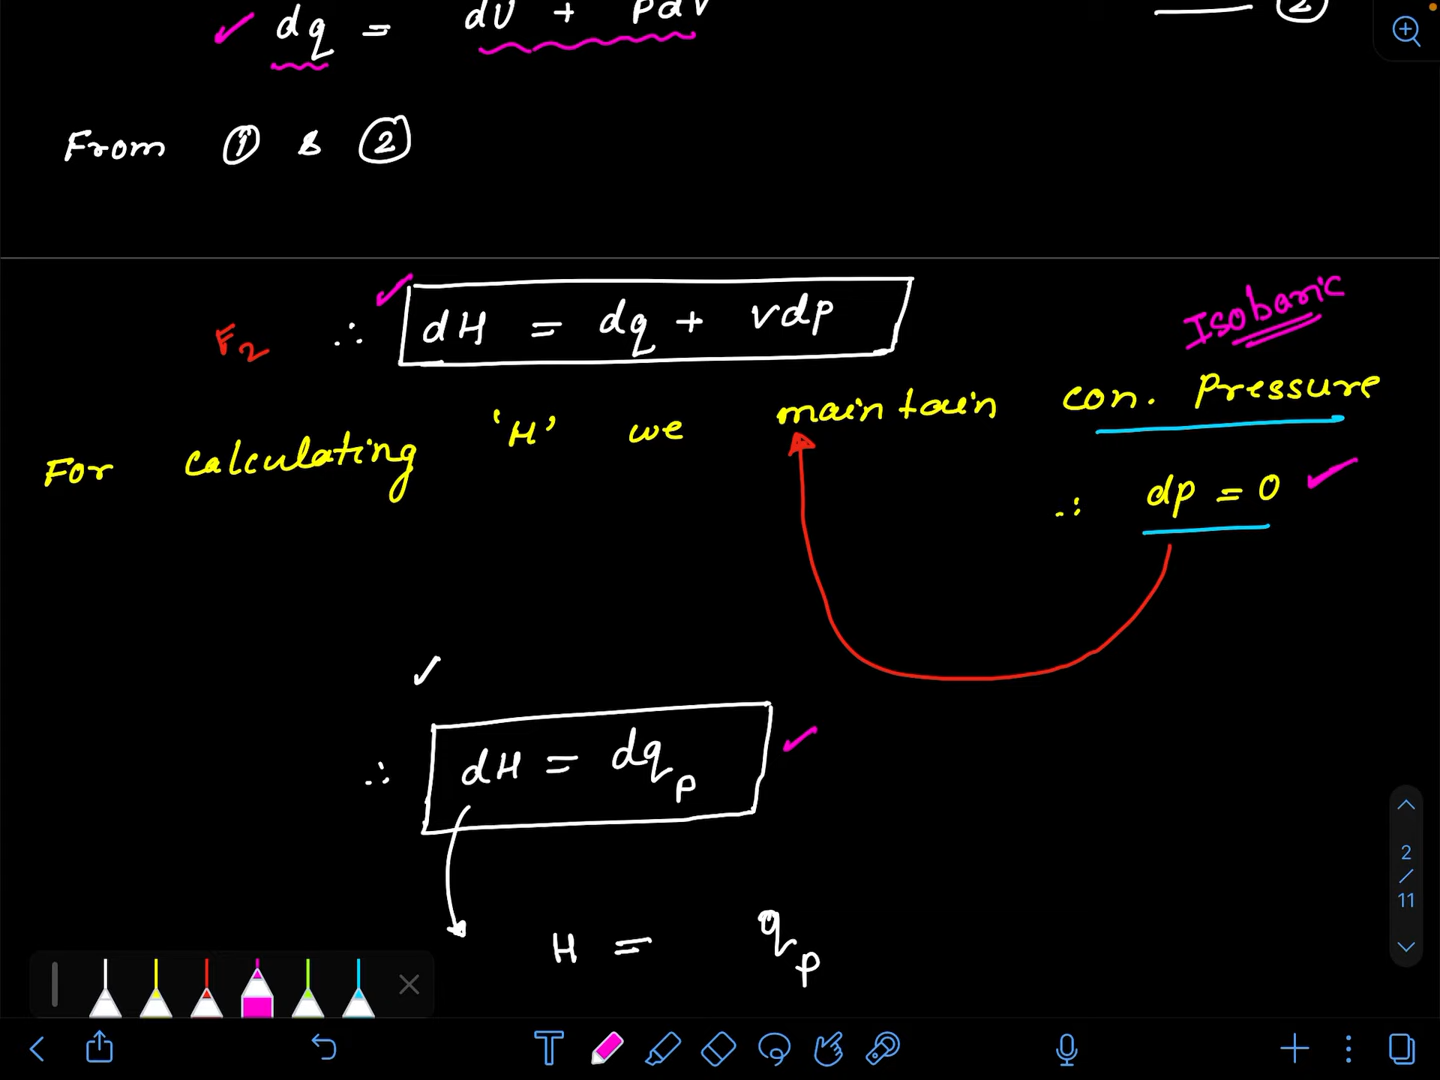 dq = dU + PdV ②
From ① & ②
F2 ∴ dH = dq + vdp
Isobaric
For calculating 'H' we maintain con. Pressure
∴ dp = 0
∴ dH = dqp
H = qp
2
/
11
T